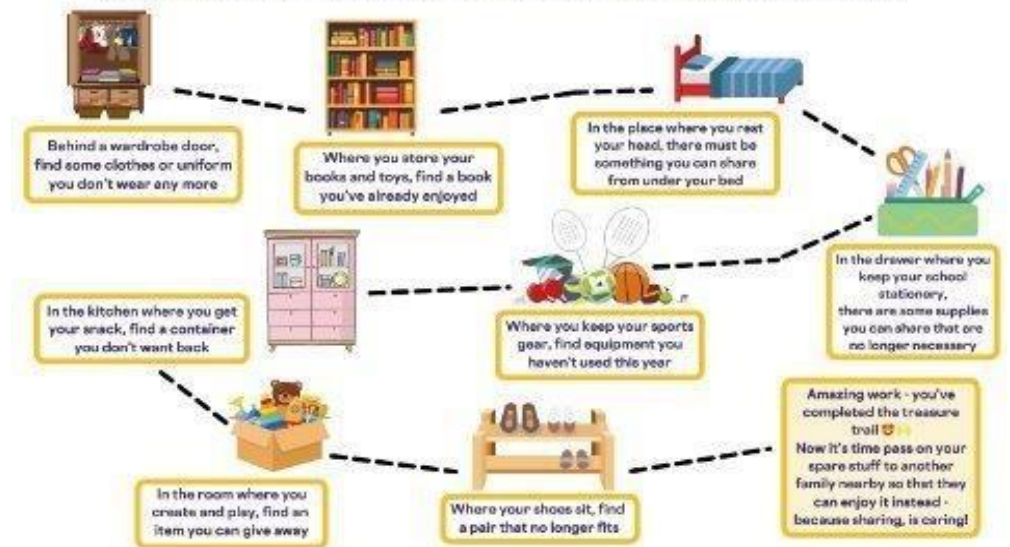 Behind a wardrobe door,
find some clothes or uniform
you don't wear any more
Where you store your
books and toys, find a book
you've already enjoyed
In the place where you rest
your head, there must be
something you can share
from under your bed
In the drawer where you
keep your school
stationery,
there are some supplies
you can share that are
no longer necessary
Where you keep your sports
gear, find equipment you
haven't used this year
In the kitchen where you get
your snack, find a container
you don't want back
In the room where you
create and play, find an
item you can give away
Where your shoes sit, find
a pair that no longer fits
Amazing work - you've
completed the treasure
trail 😍🙌
Now it's time pass on your
spare stuff to another
family nearby so that they
can enjoy it instead -
because sharing, is caring!